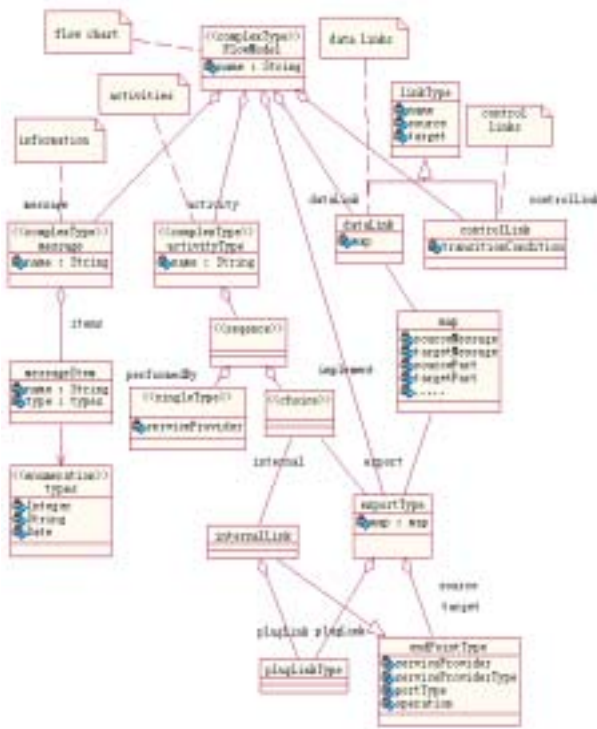 flow chart
<<complexType>>
FlowModel
name : String
data links
activities
linkType
name
source
target
control
links
information
message
activity
dataLink
controlLink
<<complexType>>
message
name : String
<<complexType>>
activityType
name : String
dataLink
map
controlLink
transitionCondition
items
<<seqence>>
map
sourceMessage
targetMessage
sourcePart
targetPart
.....
messageItem
name : String
type : types
performedBy
implement
<<singleType>>
serviceProvider
<<choice>>
internal
export
<<enumeration>>
types
Integer
String
Date
exportType
map : map
internalLink
source
target
plugLink
plugLink
plugLinkType
endPointType
serviceProvider
serviceProviderType
portType
operation